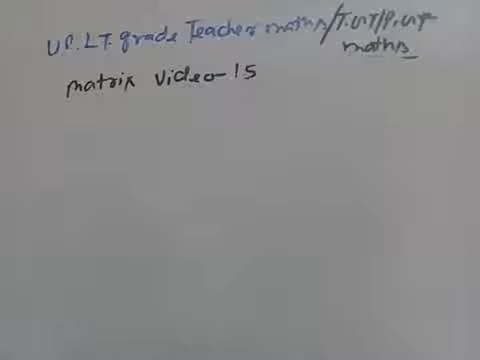 U.P. L.T. grade Teacher maths/T.G.T/P.G.T
maths
matrix video-15